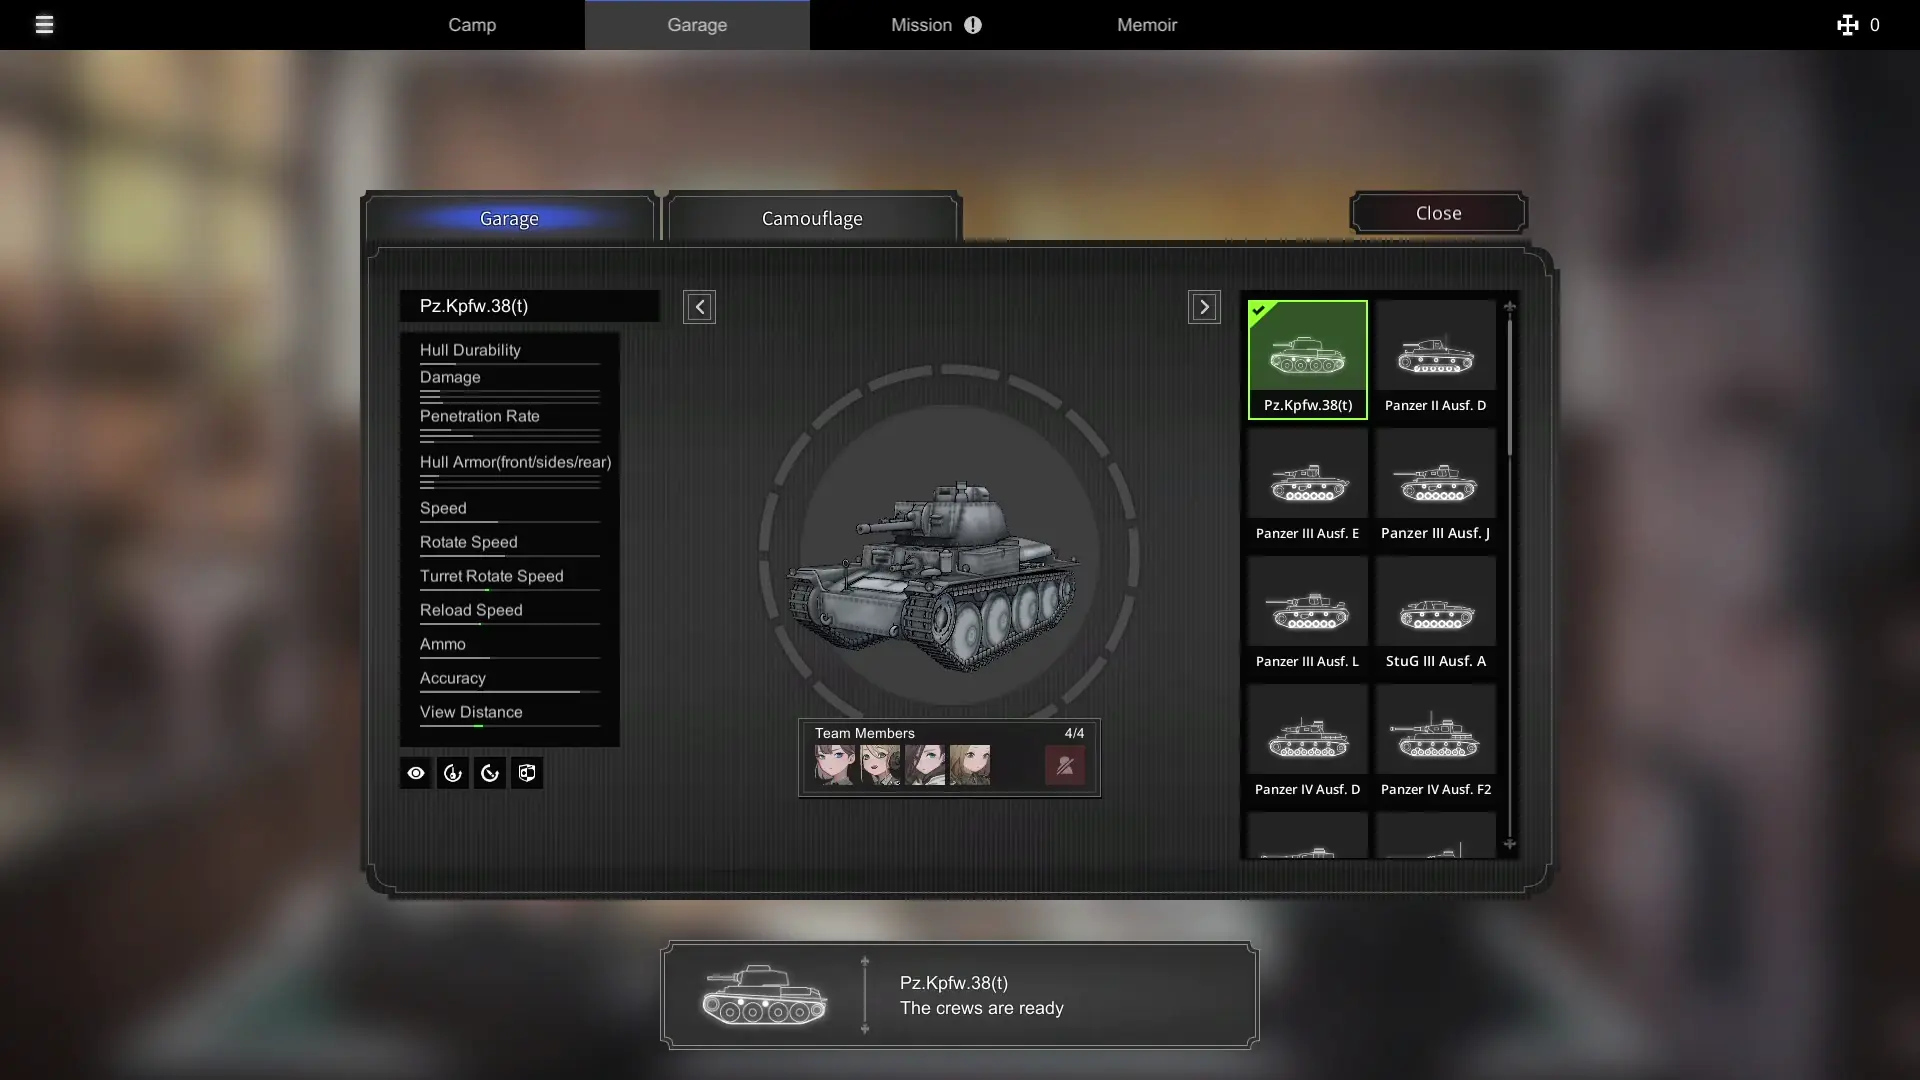 Camp
Garage
Mission
Memoir
0
Garage
Camouflage
Close
Pz.Kpfw.38(t)
Hull Durability
Damage
Penetration Rate
Hull Armor(front/sides/rear)
Speed
Rotate Speed
Turret Rotate Speed
Reload Speed
Ammo
Accuracy
View Distance
Team Members 4/4
Pz.Kpfw.38(t)
Panzer II Ausf. D
Panzer III Ausf. E
Panzer III Ausf. J
Panzer III Ausf. L
StuG III Ausf. A
Panzer IV Ausf. D
Panzer IV Ausf. F2
Pz.Kpfw.38(t)
The crews are ready